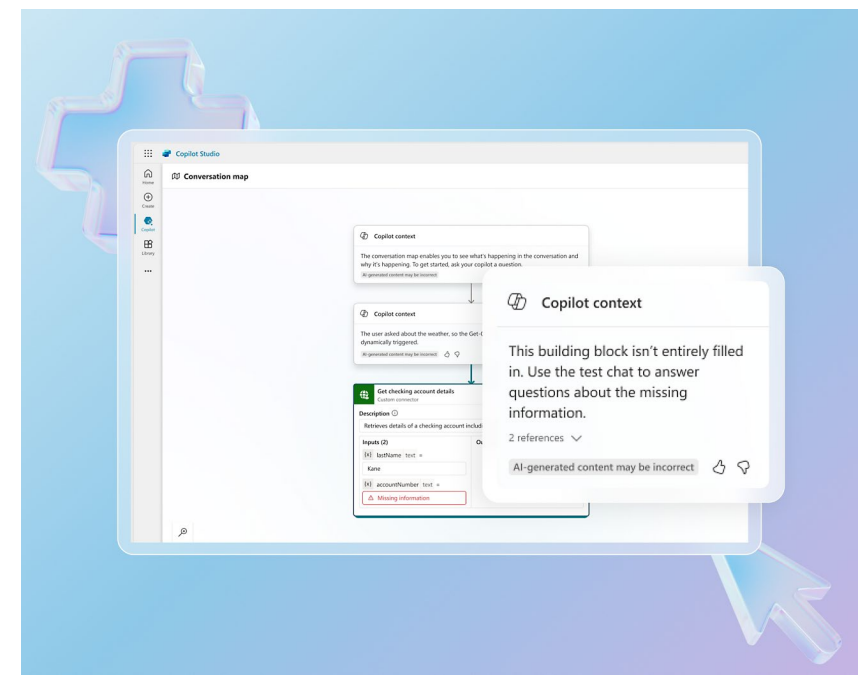 Copilot Studio
Conversation map
Home
Create
Copilot
Library
Copilot context
The conversation map enables you to see what's happening in the conversation and
why it's happening. To get started, ask your copilot a question.
AI-generated content may be incorrect
Copilot context
The user asked about the weather, so the Get-
dynamically triggered.
AI-generated content may be incorrect
Get checking account details
Custom connector
Description
Retrieves details of a checking account includi
Inputs (2)
Ou
{x} lastName text *
Kane
{x} accountNumber text *
Missing information
Copilot context
This building block isn't entirely filled
in. Use the test chat to answer
questions about the missing
information.
2 references
AI-generated content may be incorrect